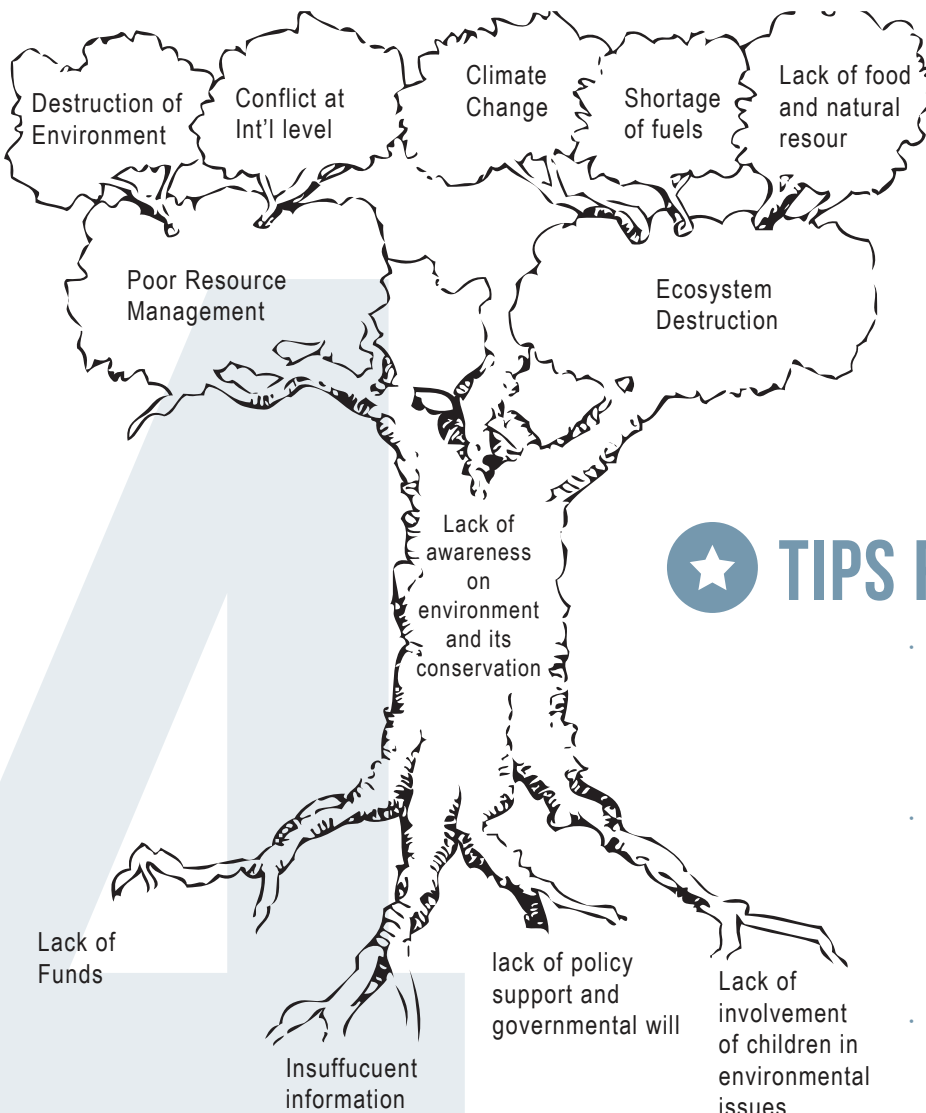 Destruction of
Environment
Conflict at
Int'l level
Climate
Change
Shortage
of fuels
Lack of food
and natural
resour
Poor Resource
Management
Ecosystem
Destruction
Lack of
awareness
on
environment
and its
conservation
TIPS
Lack of
Funds
Insuffucuent
information
lack of policy
support and
governmental will
Lack of
involvement
of children in
environmental
issues
4